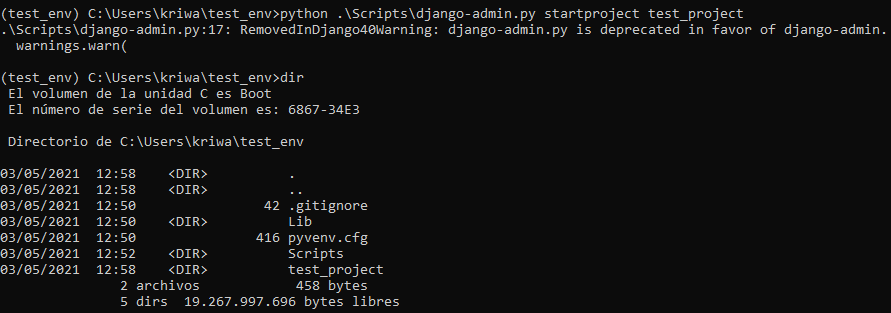 (test_env) C:\Users\kriwa\test_env>python .\Scripts\django-admin.py startproject test_project
.\Scripts\django-admin.py:17: RemovedInDjango40Warning: django-admin.py is deprecated in favor of django-admin.
  warnings.warn(
(test_env) C:\Users\kriwa\test_env>dir
 El volumen de la unidad C es Boot
 El número de serie del volumen es: 6867-34E3
 Directorio de C:\Users\kriwa\test_env
03/05/2021  12:58    <DIR>          .
03/05/2021  12:58    <DIR>          ..
03/05/2021  12:50                42 .gitignore
03/05/2021  12:50    <DIR>          Lib
03/05/2021  12:50               416 pyvenv.cfg
03/05/2021  12:52    <DIR>          Scripts
03/05/2021  12:58    <DIR>          test_project
               2 archivos            458 bytes
               5 dirs  19.267.997.696 bytes libres